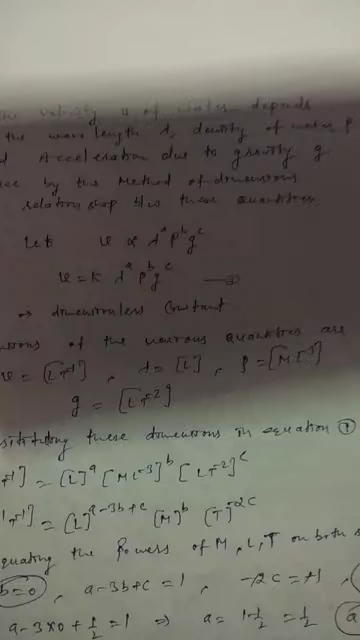 velocity v of water depends
the wavelength λ, density of water ρ
Acceleration due to gravity g
by the method of dimensions
relationshop b/w these quantities
Let v ∝ λ^a ρ^b g^c
v = k λ^a ρ^b g^c —①
→ dimensionless constant
of the various quantities are
v = [LT^-1], λ = [L], ρ = [ML^-3]
g = [LT^-2]
these dimensions in equation ①
= [L]^a [ML^-3]^b [LT^-2]^c
= [L]^a-3b+c [M]^b [T]^-2c
equating the powers of M, L, T on both
b=0, a-3b+c=1, -2c=-1,
a-3×0+1/2=1 ⇒ a=1-1/2=1/2